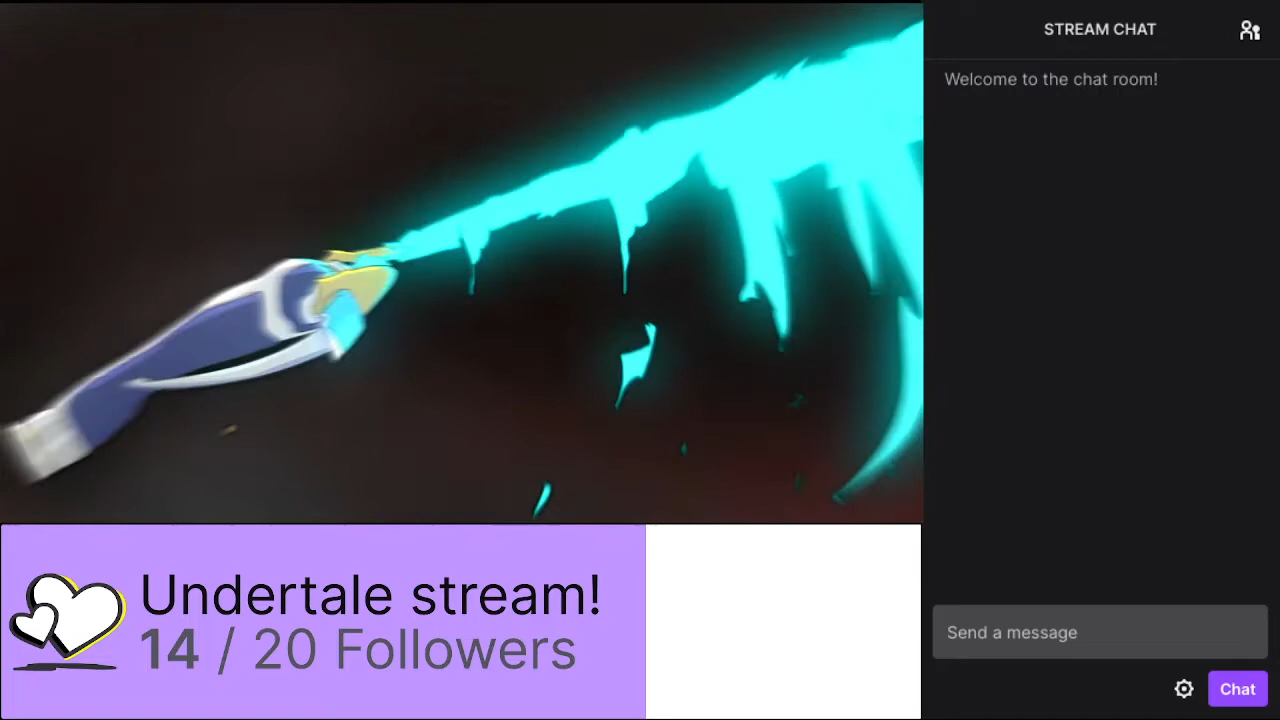 STREAM CHAT
Welcome to the chat room!
Undertale stream!
14 / 20 Followers
Send a message
Chat